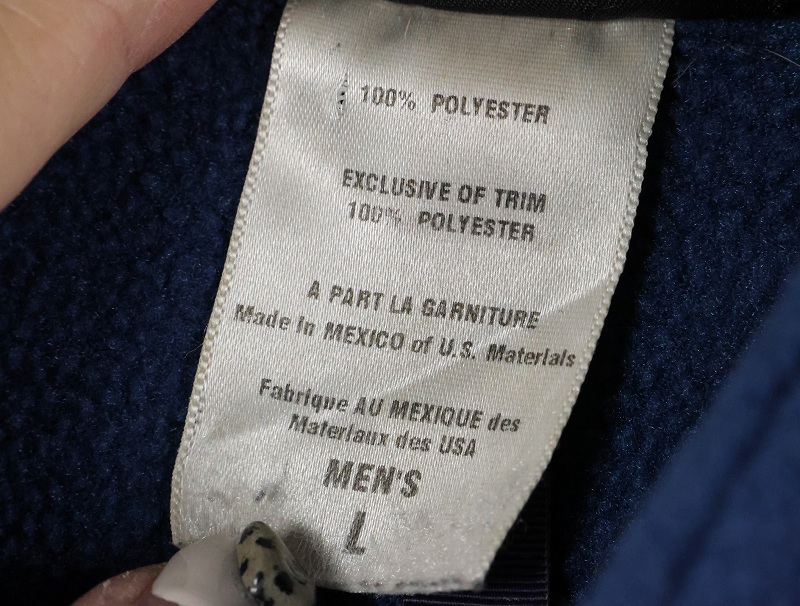 100% POLYESTER
EXCLUSIVE OF TRIM
100% POLYESTER
A PART LA GARNITURE
Made in MEXICO of U.S. Materials
Fabrique AU MEXIQUE des
Materiaux des USA
MEN'S
L